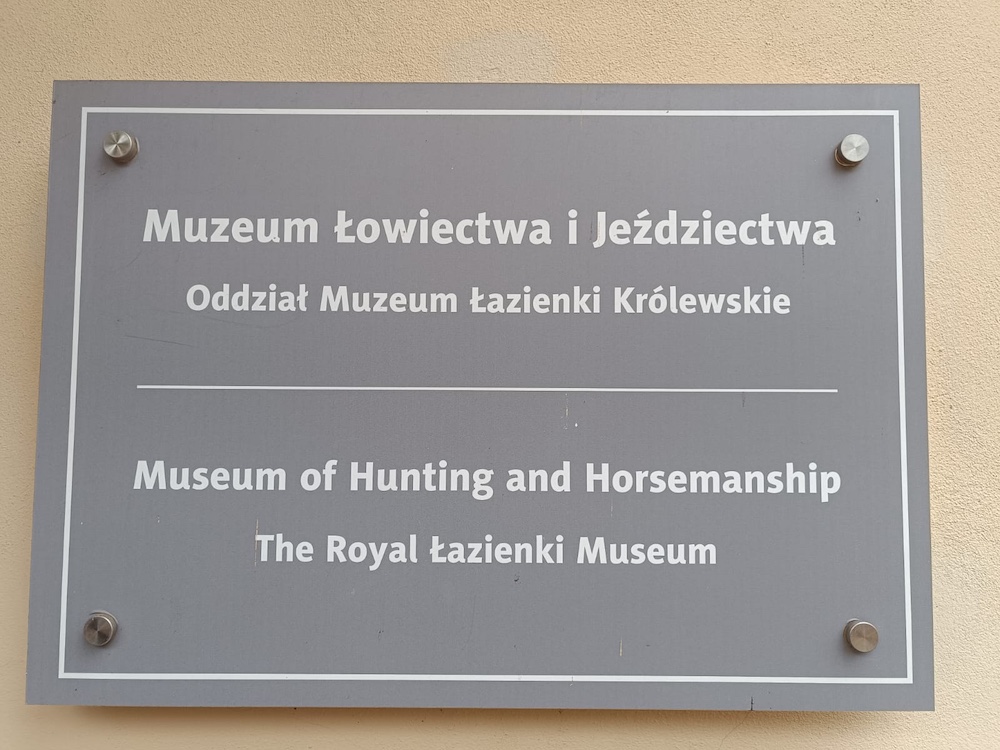 Muzeum Łowiectwa i Jeździectwa
Oddział Muzeum Łazienki Królewskie
Museum of Hunting and Horsemanship
The Royal Łazienki Museum